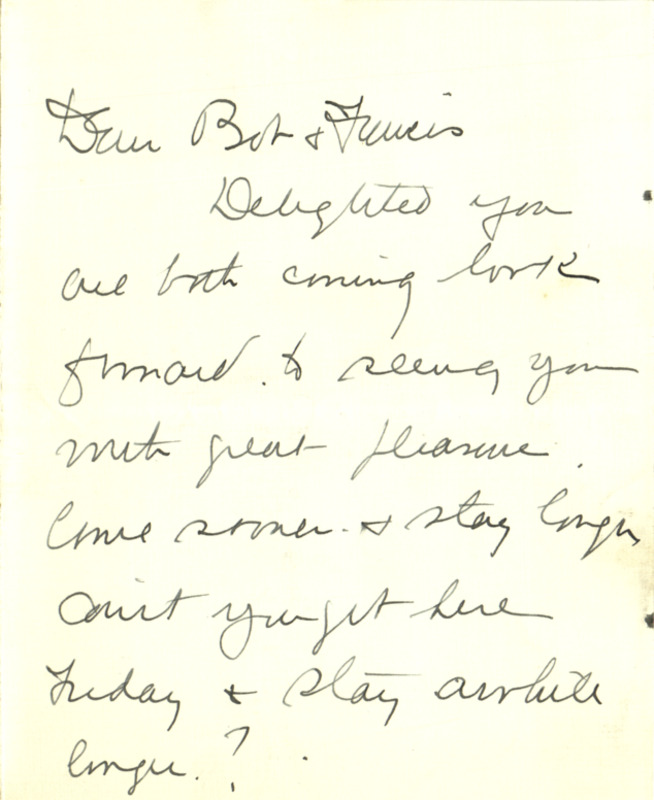 Dear Bob & Francis
Delighted you
are both coming look
forward to seeing you
with great pleasure.
Come sooner & stay longer
can't you get here
Friday & stay awhile
longer?